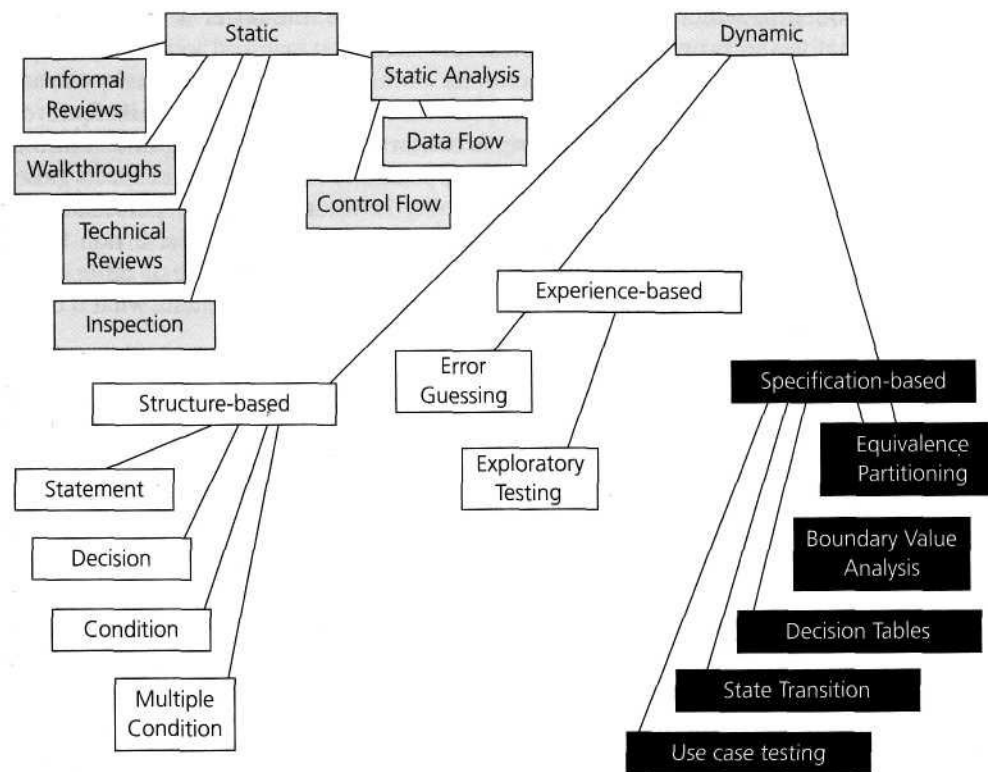 Static
Dynamic
Informal
Reviews
Static Analysis
Data Flow
Walkthroughs
Control Flow
Technical
Reviews
Inspection
Experience-based
Error
Guessing
Structure-based
Specification-based
Exploratory
Testing
Equivalence
Partitioning
Statement
Decision
Boundary Value
Analysis
Condition
Decision Tables
Multiple
Condition
State Transition
Use case testing